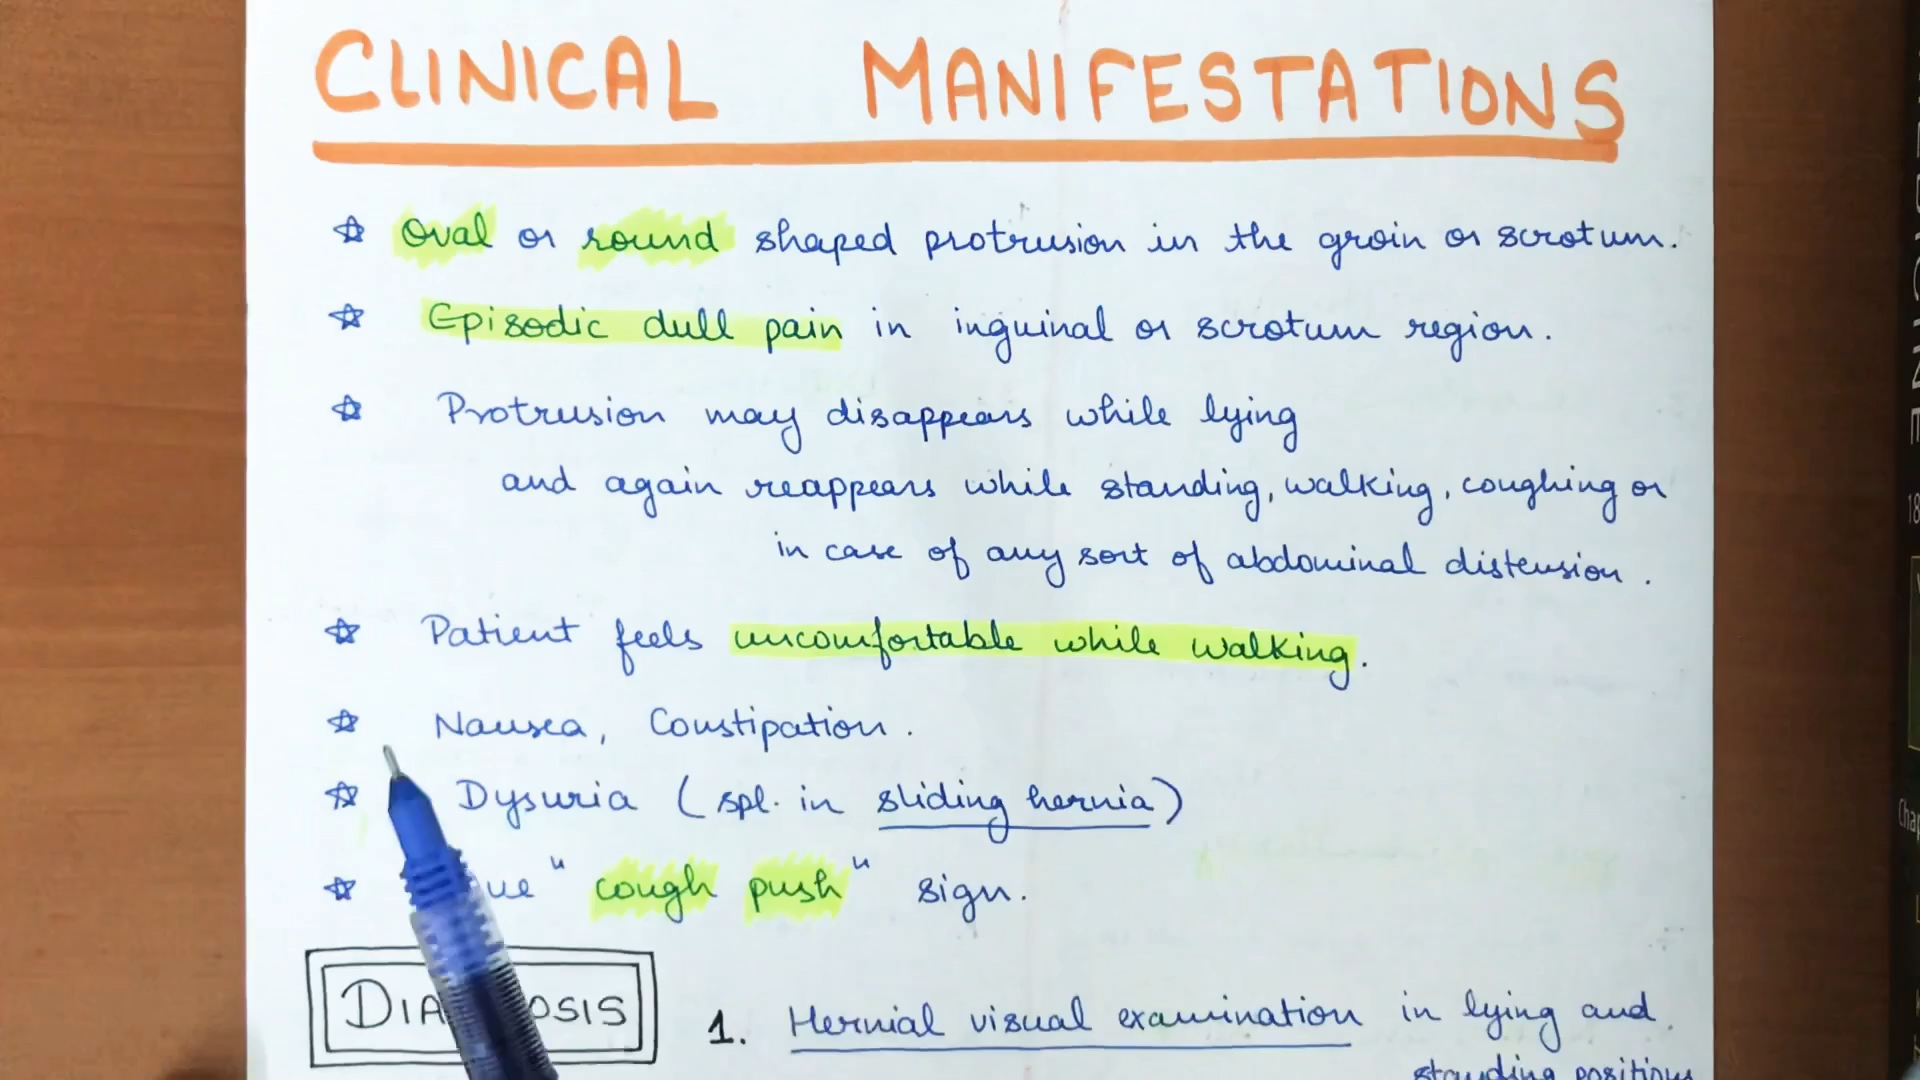 CLINICAL MANIFESTATIONS
☆ Oval or round shaped protrusion in the groin or scrotum.
☆ Episodic dull pain in inguinal or scrotum region.
☆ Protrusion may disappears while lying
and again reappears while standing, walking, coughing or
in case of any sort of abdominal distension.
☆ Patient feels uncomfortable while walking.
☆ Nausea, Constipation.
☆ Dysuria (spl. in sliding hernia)
☆ "cough push" sign.
1. Hernial visual examination in lying and
standing positions